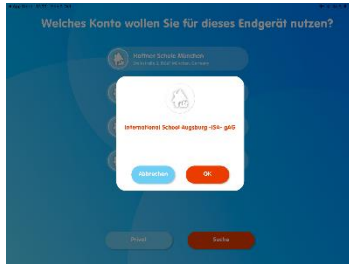 Welches Konto wollen Sie für dieses Endgerät nutzen?
Haffner Schule München
International School Augsburg -ISA- gAG
Abbrechen
OK
Privat
Suche